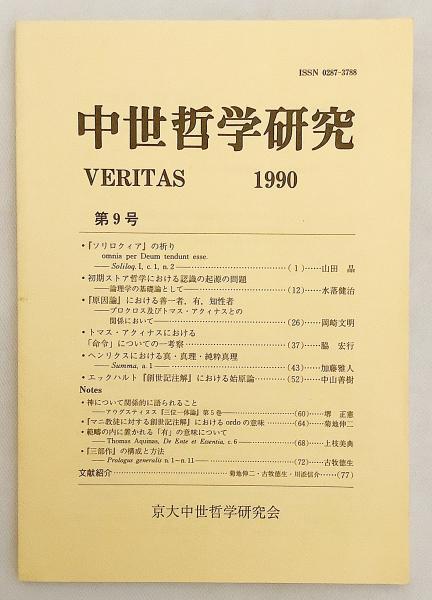 ISSN 0287-3788
中世哲学研究
VERITAS 1990
第9号
・『ソリロクィア』の祈り
omnia per Deum tendunt esse.
—— Soliloq. I, c. 1, n. 2 ——……………………( 1 )……山田 晶
・初期ストア哲学における認識の起源の問題
——論理学の基礎論として——……………………(12)……水落健治
・『原因論』における善一者,有,知性者
——プロクロス及びトマス・アクィナスとの
関係において——……………………(26)……岡崎文明
・トマス・アクィナスにおける
「命令」についての一考察……………………(37)……脇 宏行
・ヘンリクスにおける真・真理・純粋真理
—— Summa, a. 1 ——……………………(43)……加藤雅人
・エックハルト『創世記注解』における始原論…………(52)……中山善樹
Notes
・神について関係的に語られること
——アウグスティヌス『三位一体論』第5巻——……………(60)……堺 正憲
・『マニ教徒に対する創世記注解』における ordo の意味……(64)……菊地伸二
・範疇の内に置かれる「有」の意味について
—— Thomas Aquinas, De Ente et Essentia, c. 6 ——…………(68)……上枝美典
・『三部作』の構成と方法
—— Prologus generalis n. 1~n. 11 ——……………(72)……古牧徳生
文献紹介……………………菊地伸二・古牧徳生・川添信介……(77)
京大中世哲学研究会